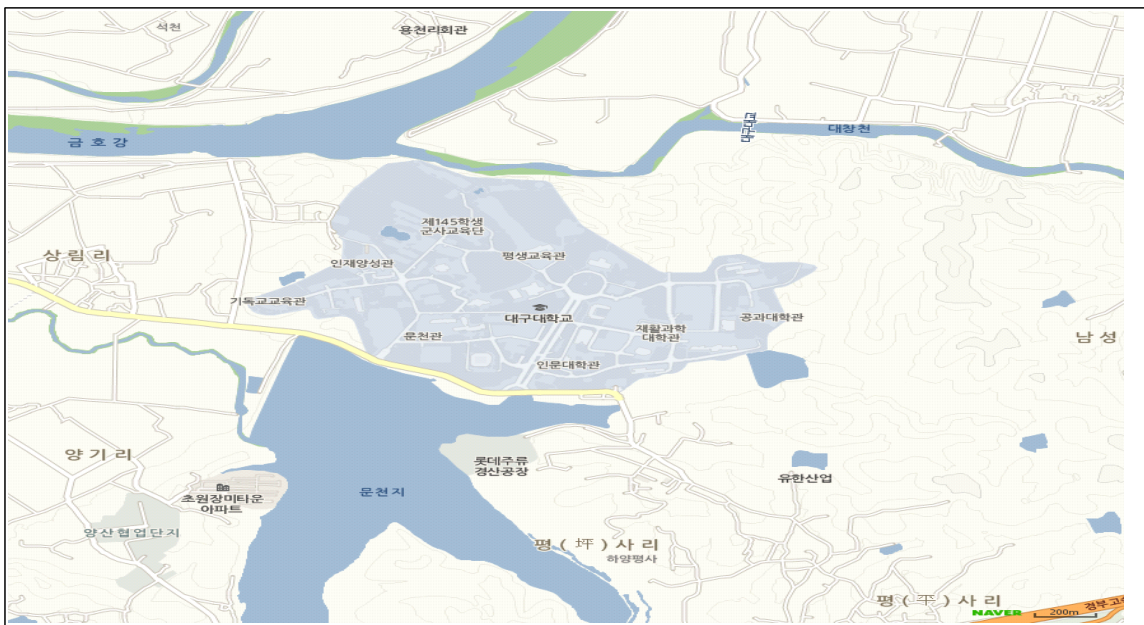 석천
용천리회관
대구대교
대창천
금호강
제145학생
군사교육단
상림리
인재양성관
평생교육관
기독교교육관
대구대학교
공과대학관
재활과학
대학관
문천관
남성
인문대학관
양기리
롯데주류
경산공장
유한산업
초원장미타운
아파트
문천지
양산협업단지
평(坪)사리
하양평사
평(平)사리
NAVER
200m
경부고속